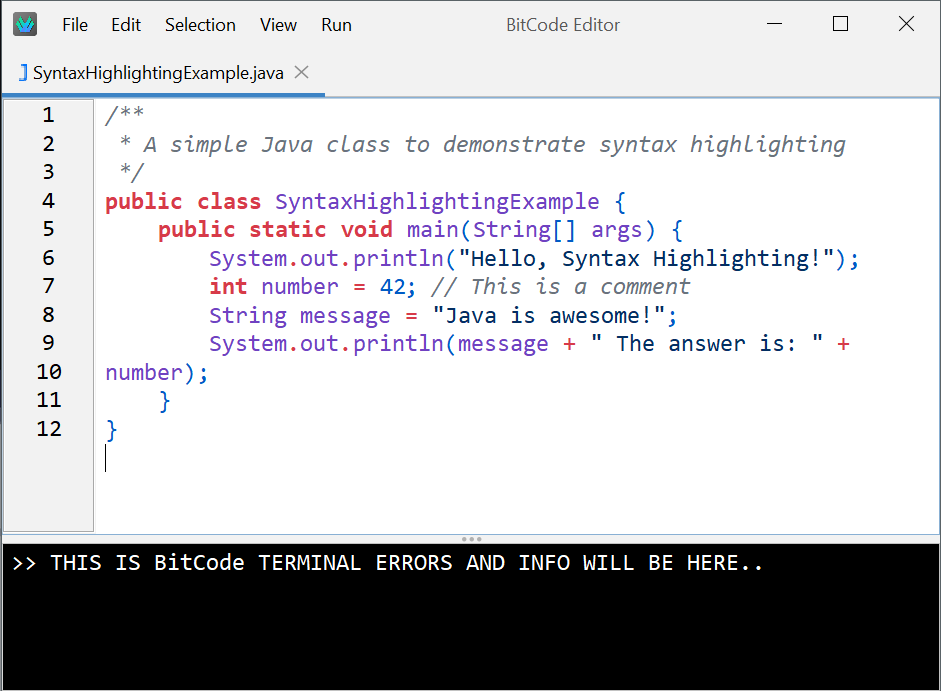 File Edit Selection View Run BitCode Editor
SyntaxHighlightingExample.java
1 /**
2  * A simple Java class to demonstrate syntax highlighting
3  */
4 public class SyntaxHighlightingExample {
5     public static void main(String[] args) {
6         System.out.println("Hello, Syntax Highlighting!");
7         int number = 42; // This is a comment
8         String message = "Java is awesome!";
9         System.out.println(message + " The answer is: " +
10 number);
11     }
12 }
>> THIS IS BitCode TERMINAL ERRORS AND INFO WILL BE HERE..